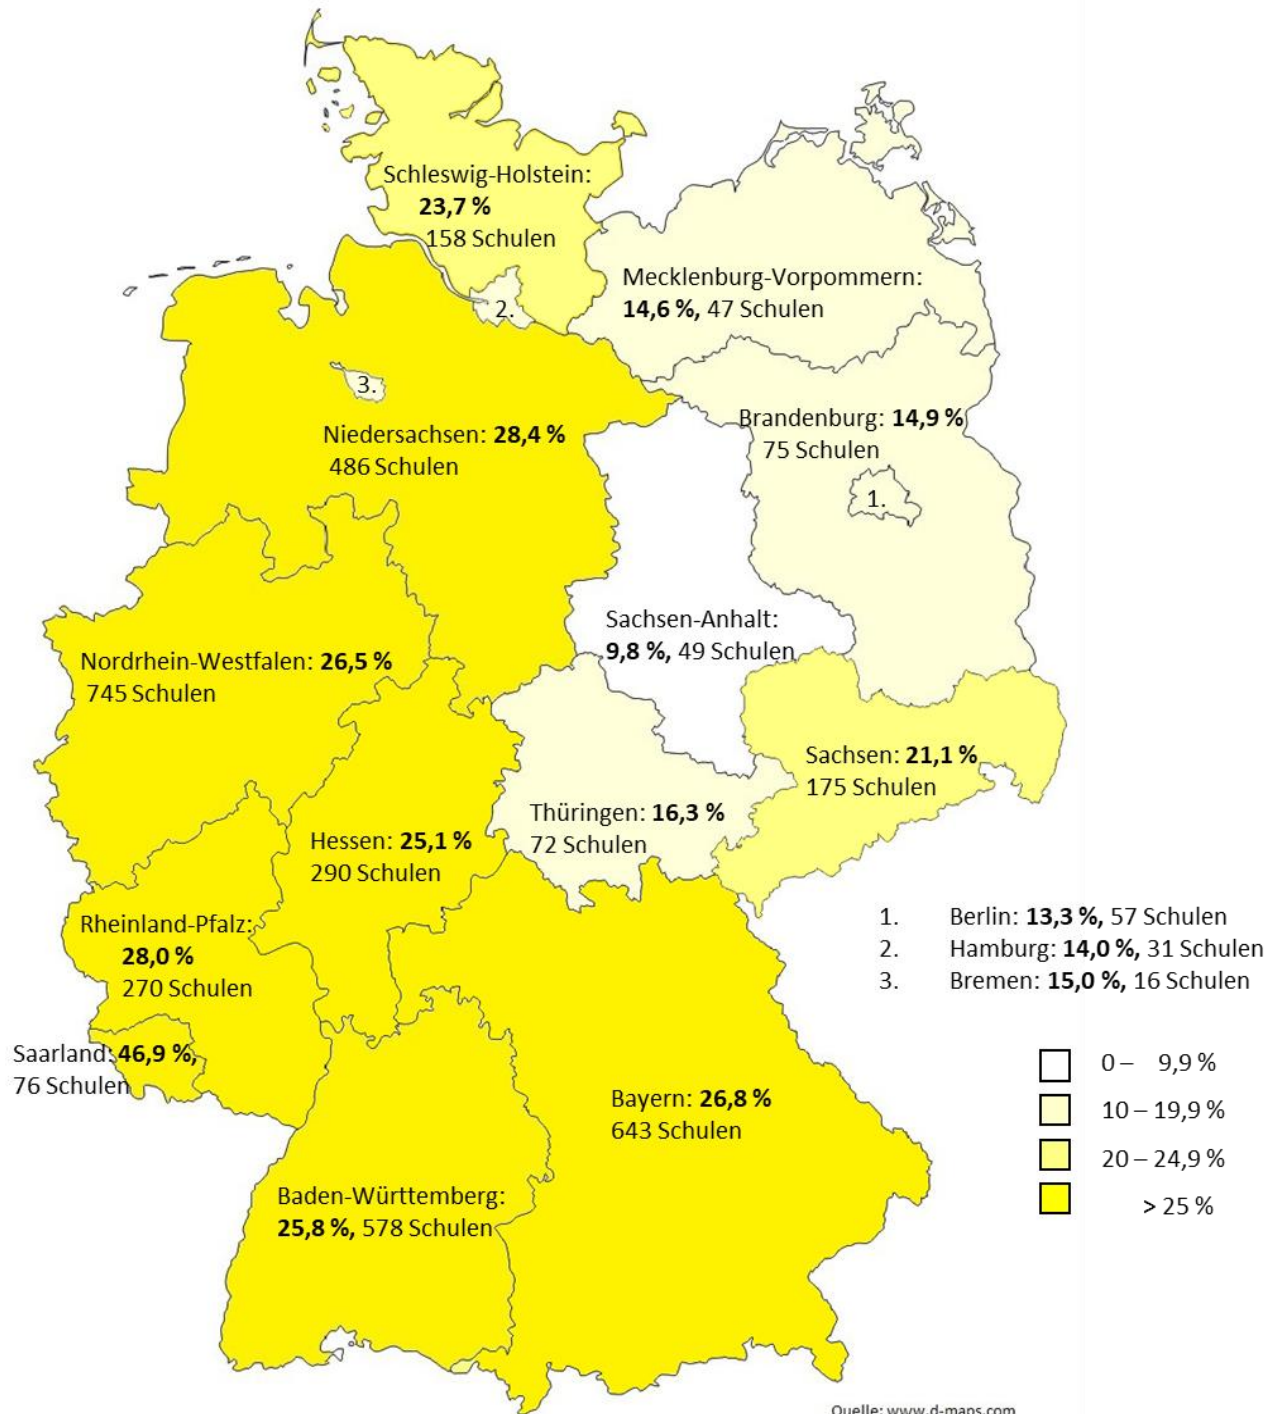 Schleswig-Holstein:
23,7 %
158 Schulen
Mecklenburg-Vorpommern:
14,6 %, 47 Schulen
2.
3.
Brandenburg: 14,9 %
75 Schulen
Niedersachsen: 28,4 %
486 Schulen
1.
Sachsen-Anhalt:
9,8 %, 49 Schulen
Nordrhein-Westfalen: 26,5 %
745 Schulen
Sachsen: 21,1 %
175 Schulen
Thüringen: 16,3 %
72 Schulen
Hessen: 25,1 %
290 Schulen
Rheinland-Pfalz:
28,0 %
270 Schulen
1. Berlin: 13,3 %, 57 Schulen
2. Hamburg: 14,0 %, 31 Schulen
3. Bremen: 15,0 %, 16 Schulen
Saarland: 46,9 %,
76 Schulen
0 – 9,9 %
10 – 19,9 %
20 – 24,9 %
> 25 %
Bayern: 26,8 %
643 Schulen
Baden-Württemberg:
25,8 %, 578 Schulen
Quelle: www.d-maps.com